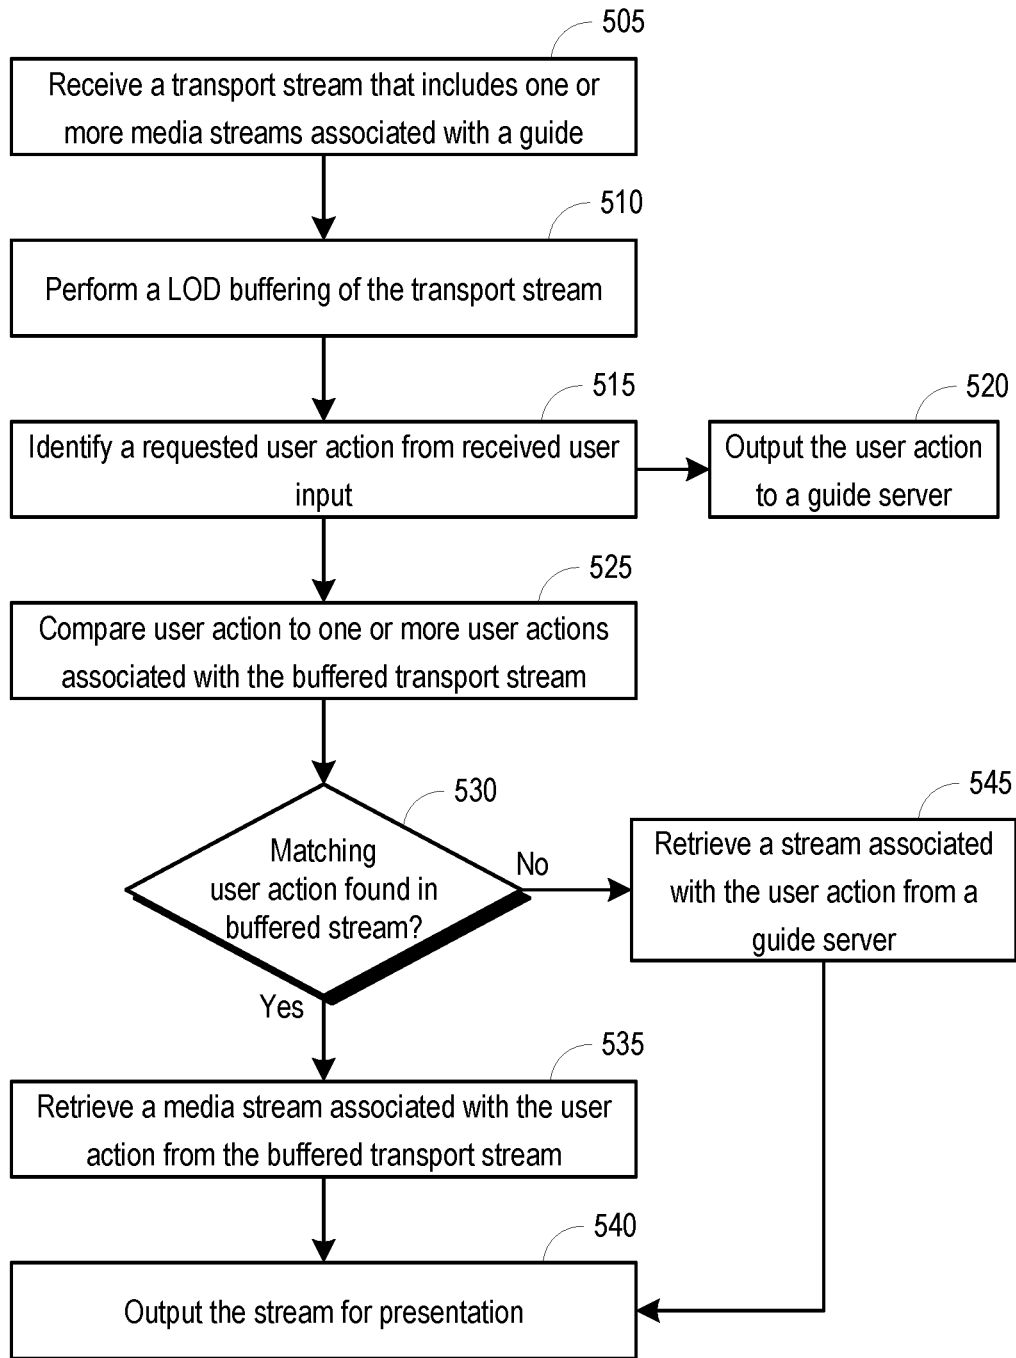 505
Receive a transport stream that includes one or
more media streams associated with a guide
510
Perform a LOD buffering of the transport stream
515
Identify a requested user action from received user
input
520
Output the user action
to a guide server
525
Compare user action to one or more user actions
associated with the buffered transport stream
530
Matching
user action found in
buffered stream?
No
545
Retrieve a stream associated
with the user action from a
guide server
Yes
535
Retrieve a media stream associated with the user
action from the buffered transport stream
540
Output the stream for presentation